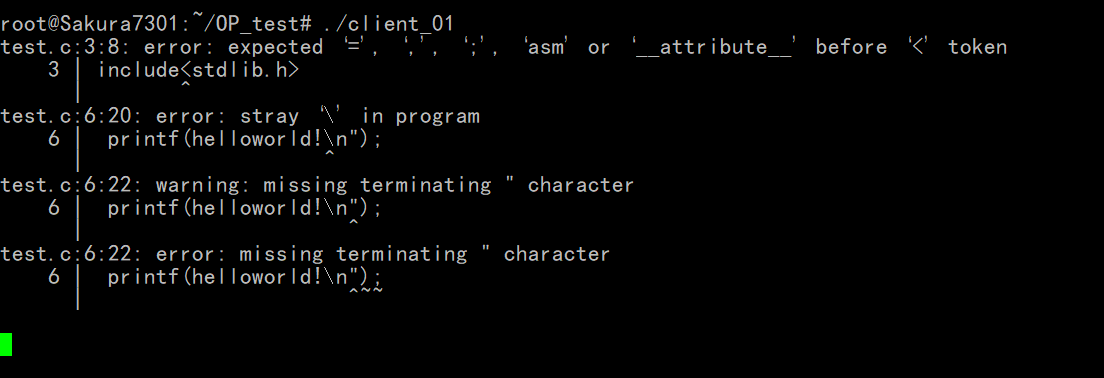 root@Sakura7301:~/OP_test# ./client_01
test.c:3:8: error: expected ‘=’, ‘,’, ‘;’, ‘asm’ or ‘__attribute__’ before ‘<’ token
    3 | include<stdlib.h>
      |        ^
test.c:6:20: error: stray ‘\’ in program
    6 |  printf(helloworld!\n");
      |                    ^
test.c:6:22: warning: missing terminating " character
    6 |  printf(helloworld!\n");
      |                      ^
test.c:6:22: error: missing terminating " character
    6 |  printf(helloworld!\n");
      |                      ^~~